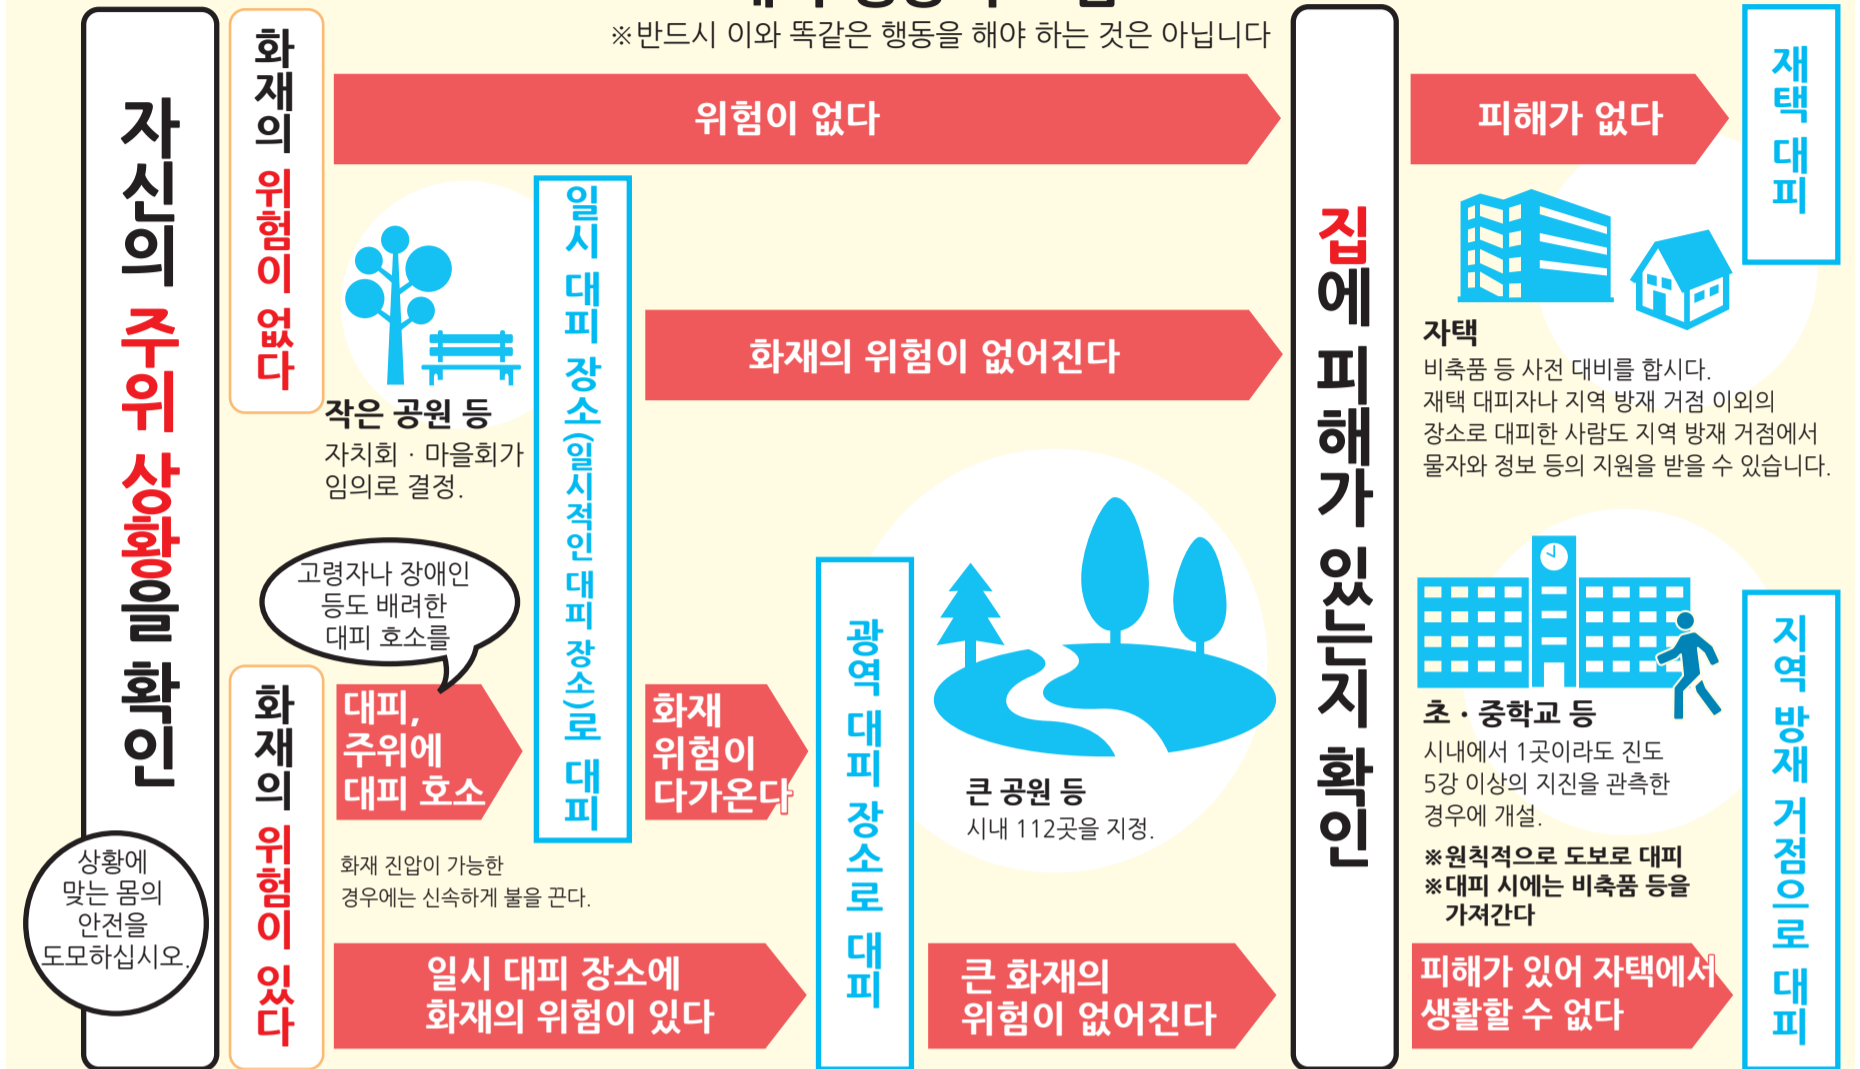 ※반드시 이와 똑같은 행동을 해야 하는 것은 아닙니다
자신의 주위 상황을 확인
상황에
맞는 몸의
안전을
도모하십시오.
화재의 위험이 없다
위험이 없다
작은 공원 등
자치회 · 마을회가
임의로 결정.
일시 대피 장소(일시적인 대피 장소)로 대피
화재의 위험이 없어진다
고령자나 장애인
등도 배려한
대피 호소를
화재의 위험이 있다
대피,
주위에
대피 호소
화재 진압이 가능한
경우에는 신속하게 불을 끈다.
화재
위험이
다가온다
일시 대피 장소에
화재의 위험이 있다
광역 대피 장소로 대피
큰 공원 등
시내 112곳을 지정.
큰 화재의
위험이 없어진다
집에 피해가 있는지 확인
피해가 없다
재택 대피
자택
비축품 등 사전 대비를 합시다.
재택 대피자나 지역 방재 거점 이외의
장소로 대피한 사람도 지역 방재 거점에서
물자와 정보 등의 지원을 받을 수 있습니다.
초 · 중학교 등
시내에서 1곳이라도 진도
5강 이상의 지진을 관측한
경우에 개설.
※원칙적으로 도보로 대피
※대피 시에는 비축품 등을
가져간다
피해가 있어 자택에서
생활할 수 없다
지역 방재 거점으로 대피